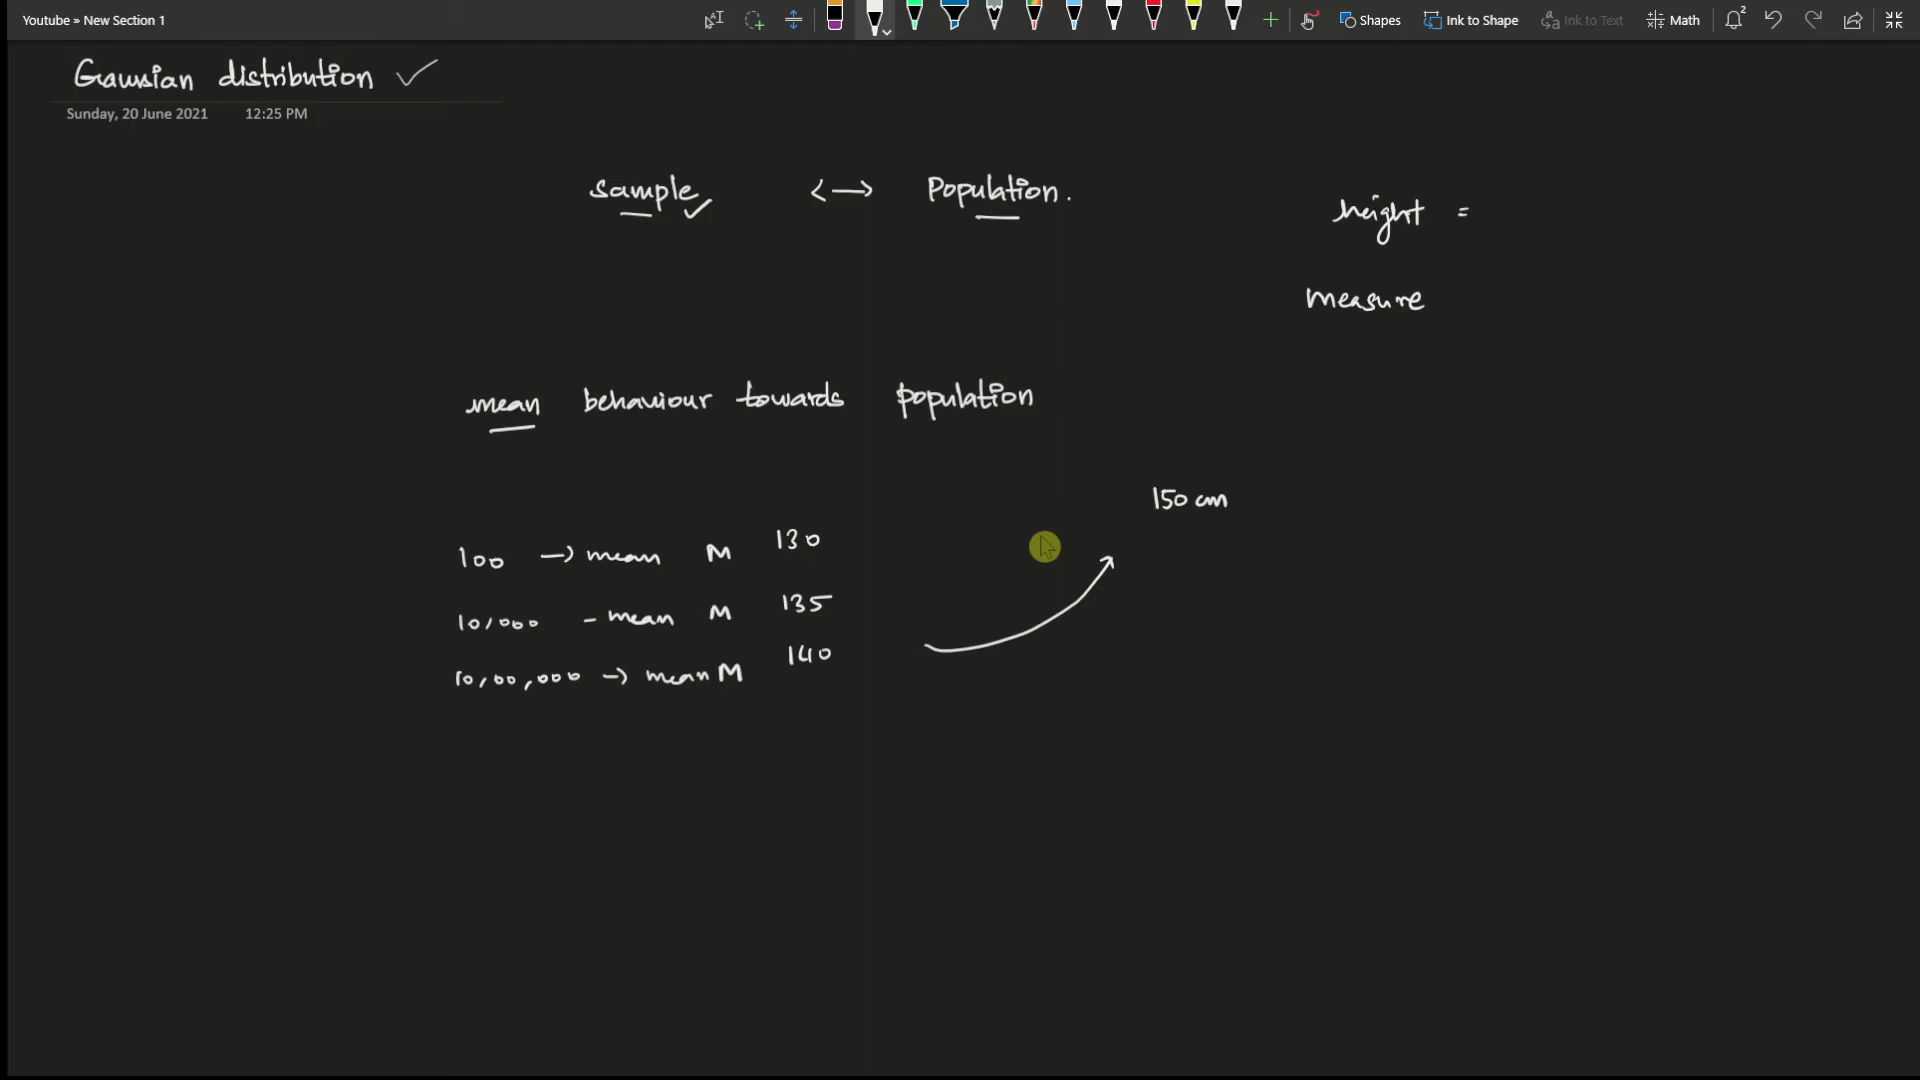 Youtube » New Section 1
Shapes Ink to Shape Ink to Text Math 2
Gaussian distribution ✓
Sunday, 20 June 2021 12:25 PM
sample ✓ <-> Population.
height =
measure
mean behaviour towards population
150 cm
100 -> mean M 130
10,000 - mean M 135
10,00,000 -> mean M 140